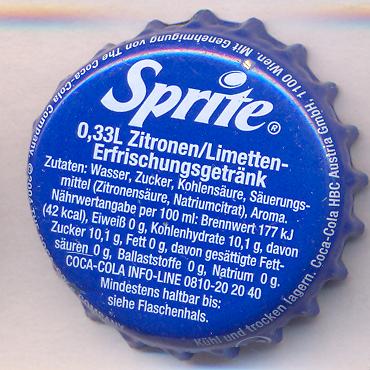 Sprite®
0,33L Zitronen/Limetten-
Erfrischungsgetränk
Zutaten: Wasser, Zucker, Kohlensäure, Säuerungs-
mittel (Zitronensäure, Natriumcitrat), Aroma.
Nährwertangabe per 100 ml: Brennwert 177 kJ
(42 kcal), Eiweiß 0 g, Kohlenhydrate 10,1 g, davon
Zucker 10,1 g, Fett 0 g, davon gesättigte Fett-
säuren 0 g, Ballaststoffe 0 g, Natrium 0 g.
COCA-COLA INFO-LINE 0810-20 20 40
Mindestens haltbar bis:
siehe Flaschenhals.
Kühl und trocken lagern. Coca-Cola HBC Austria GmbH, 1100 Wien. Mit Genehmigung von The Coca-Cola Company.